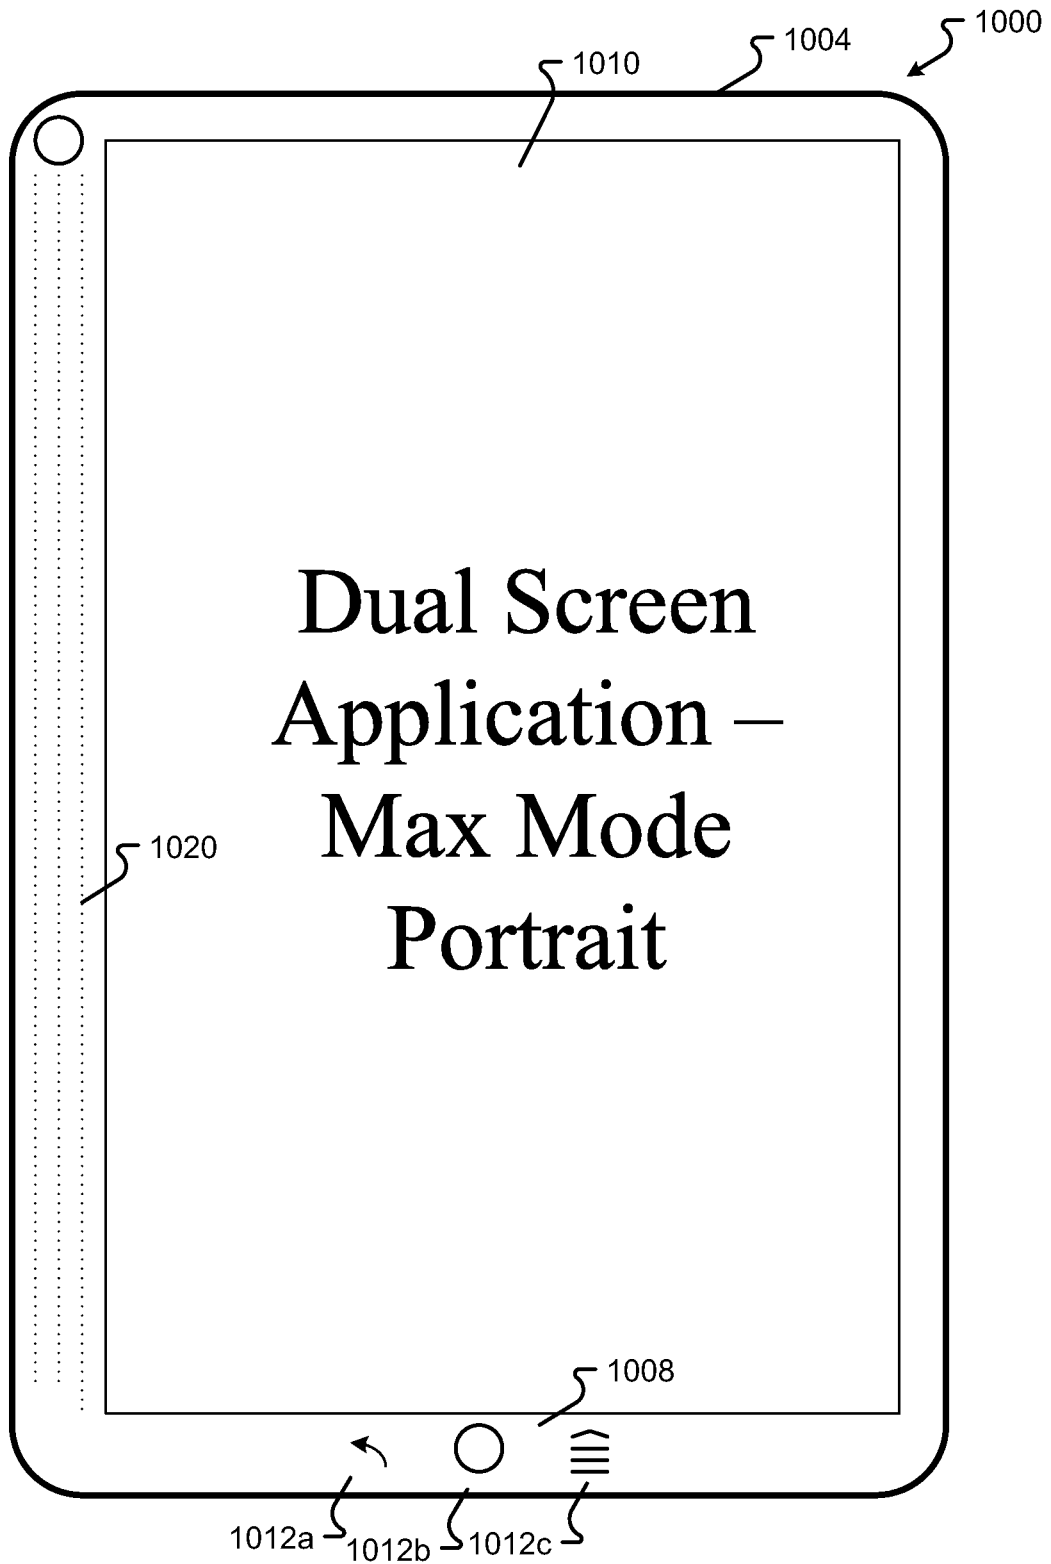 1000
1004
1010
Dual Screen
Application –
Max Mode
Portrait
1020
1008
1012a
1012b
1012c